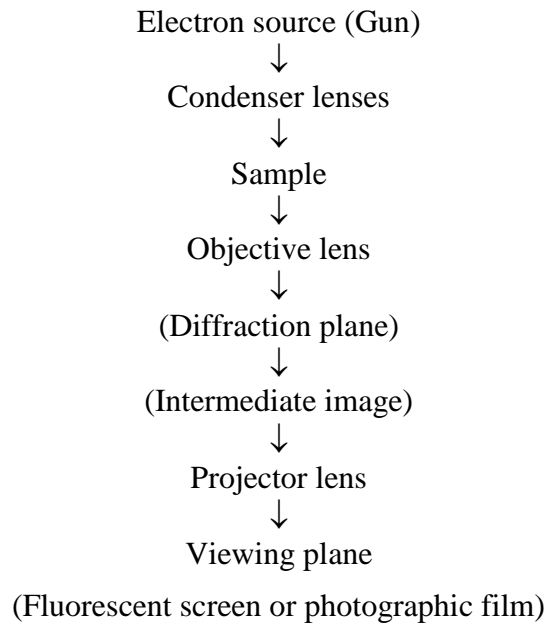 Electron source (Gun)
↓
Condenser lenses
↓
Sample
↓
Objective lens
↓
(Diffraction plane)
↓
(Intermediate image)
↓
Projector lens
↓
Viewing plane
(Fluorescent screen or photographic film)